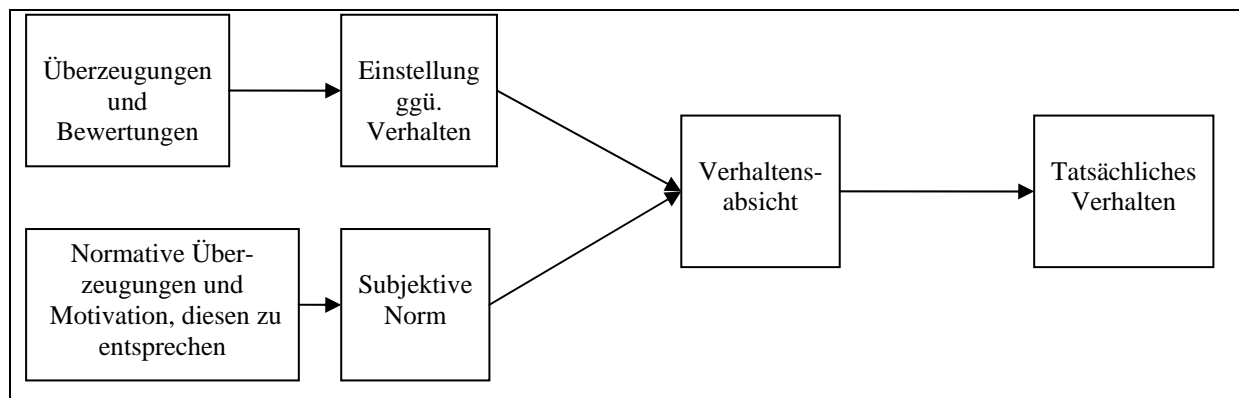 Überzeugungen
und
Bewertungen
Einstellung
ggü.
Verhalten
Verhaltens-
absicht
Tatsächliches
Verhalten
Normative Über-
zeugungen und
Motivation, diesen zu
entsprechen
Subjektive
Norm